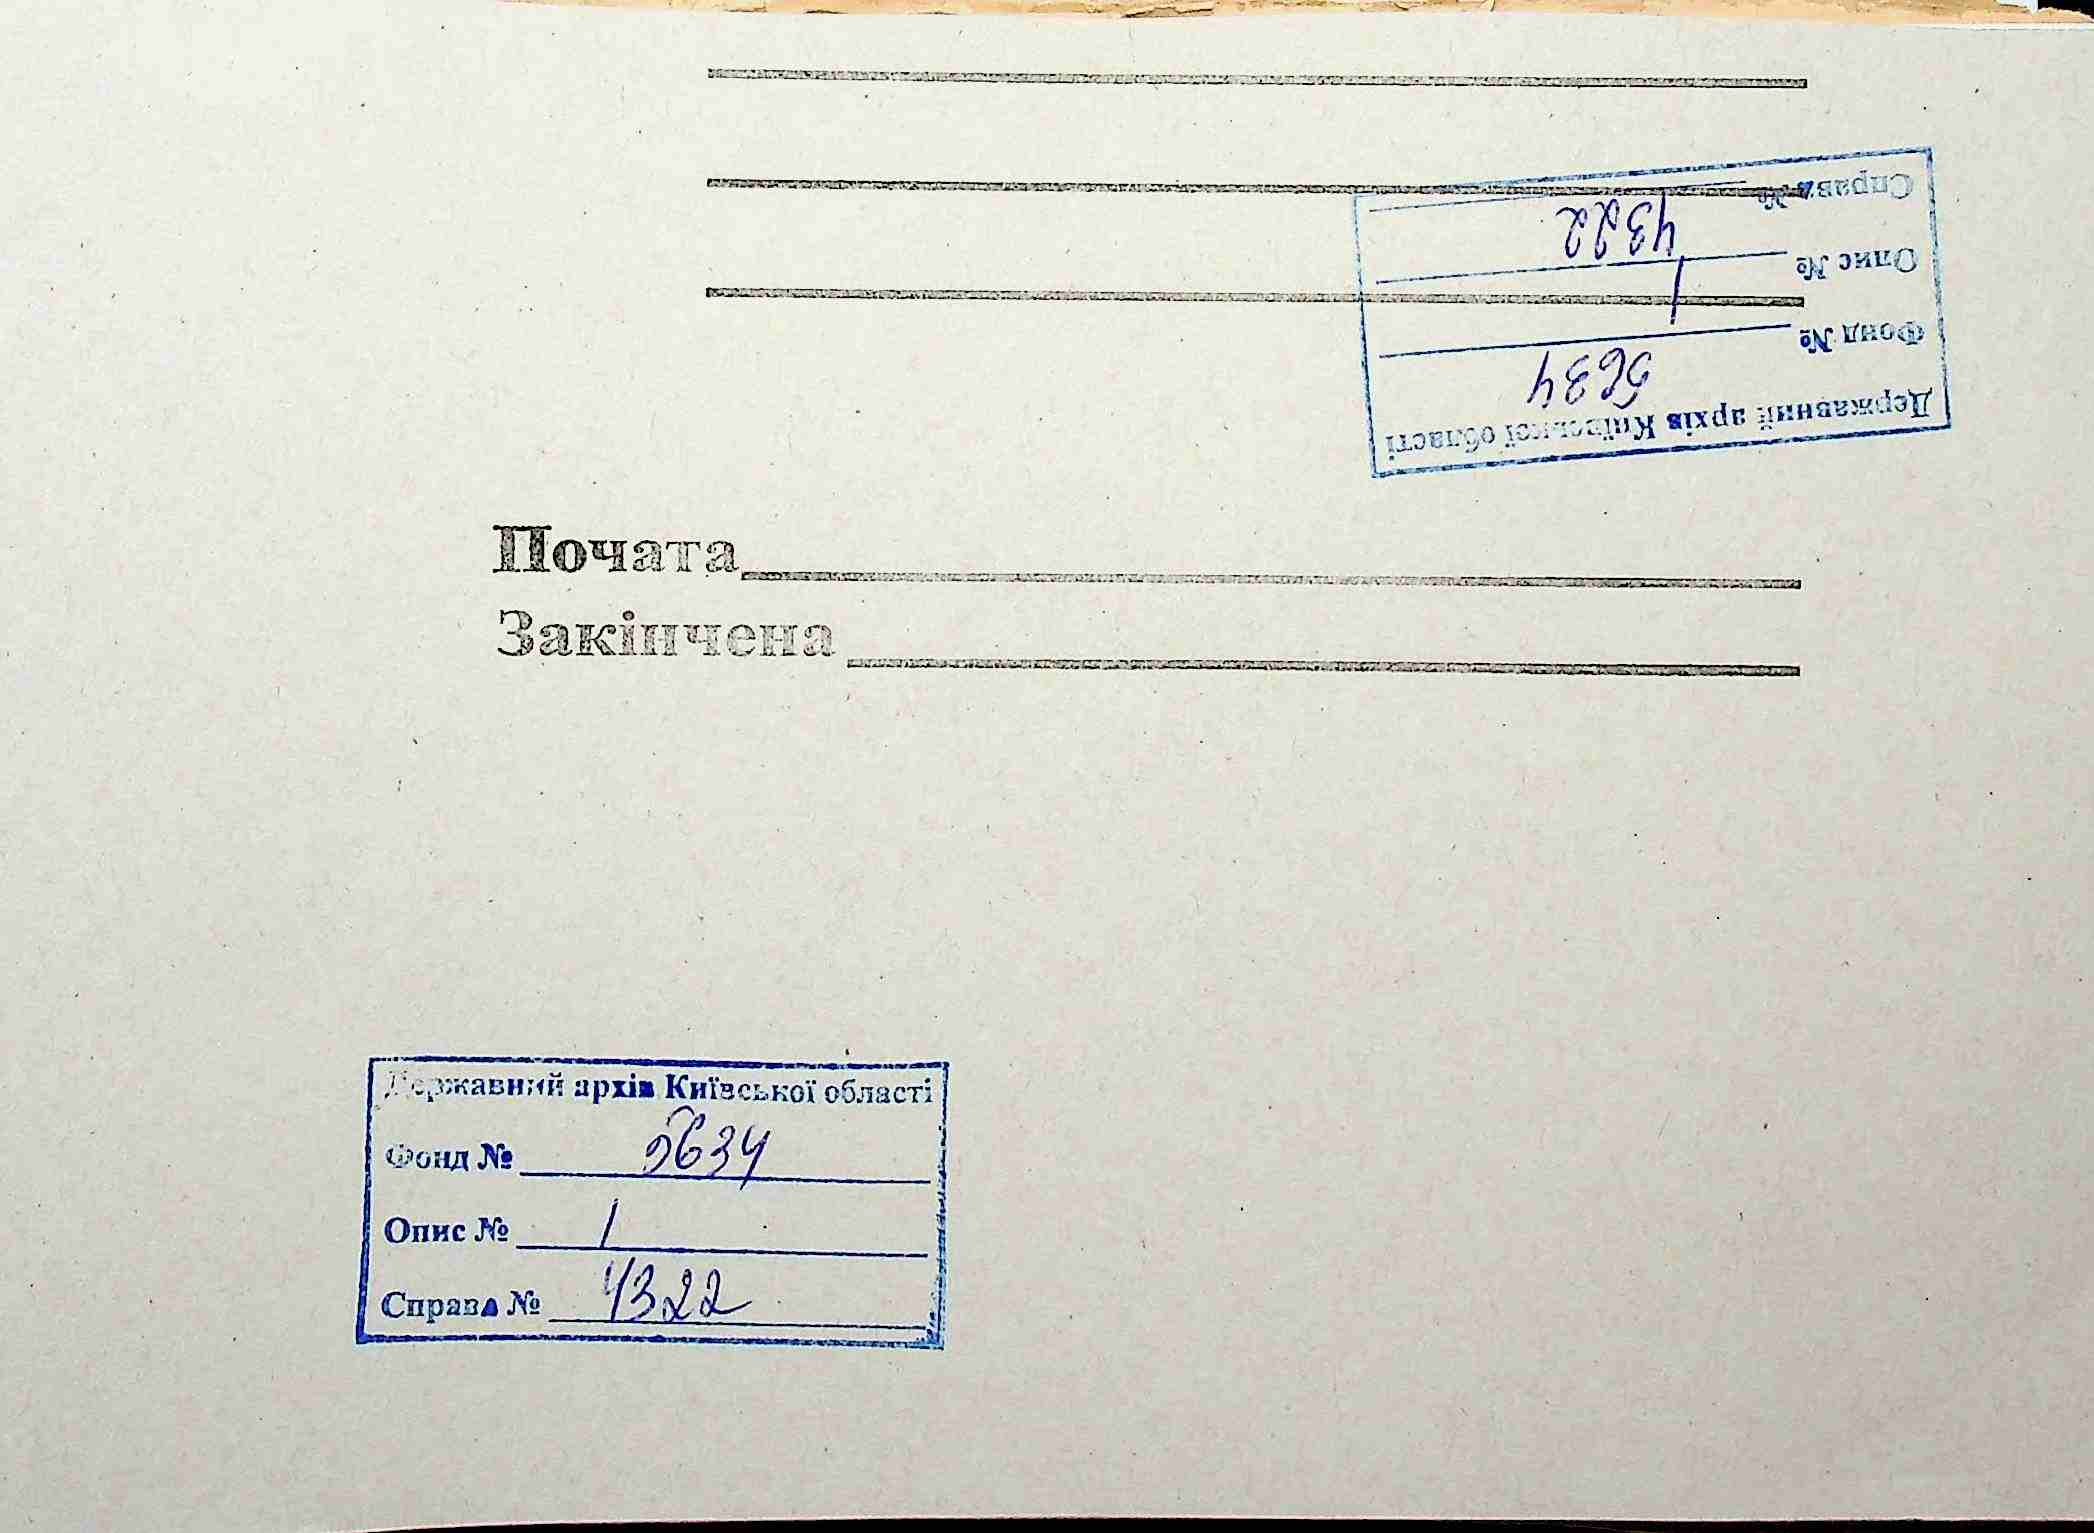 Справа № 4322
Опис № 1
Фонд № 5634
Державний архів Київської області
Почата
Закінчена
Державний архів Київської області
Фонд № 5634
Опис № 1
Справа № 4322